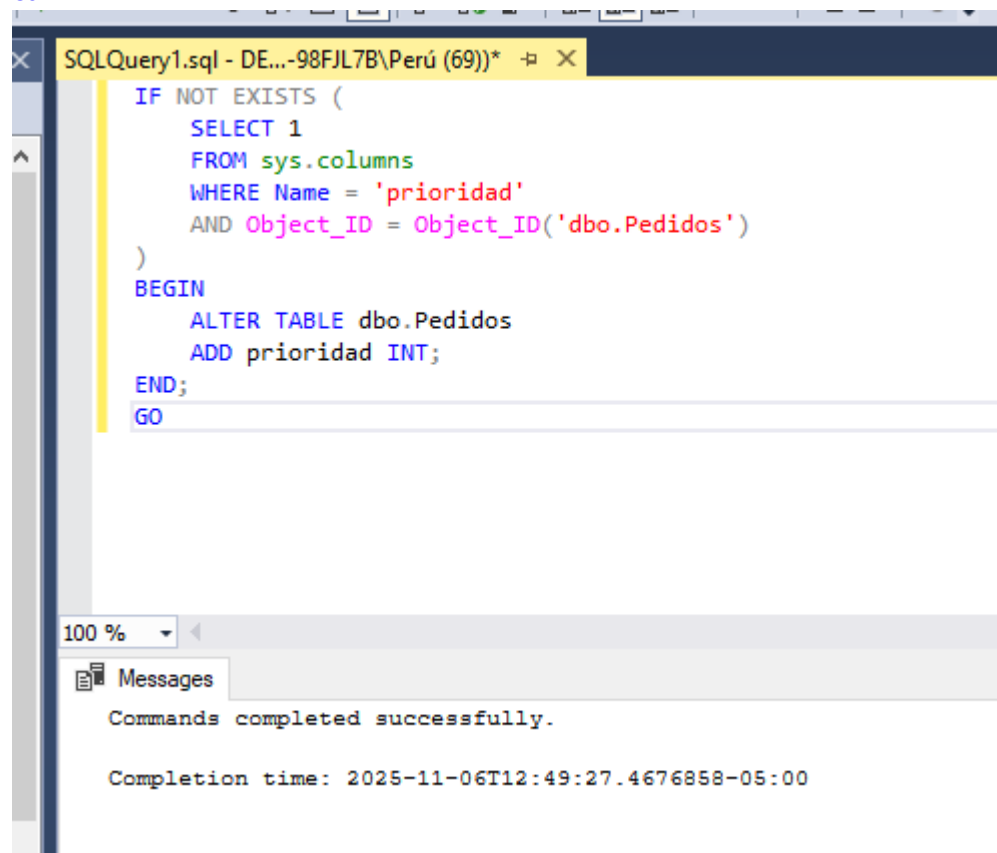 SQLQuery1.sql - DE...-98FJL7B\Perú (69))*
IF NOT EXISTS (
    SELECT 1
    FROM sys.columns
    WHERE Name = 'prioridad'
    AND Object_ID = Object_ID('dbo.Pedidos')
)
BEGIN
    ALTER TABLE dbo.Pedidos
    ADD prioridad INT;
END;
GO
100 %
Messages
Commands completed successfully.
Completion time: 2025-11-06T12:49:27.4676858-05:00